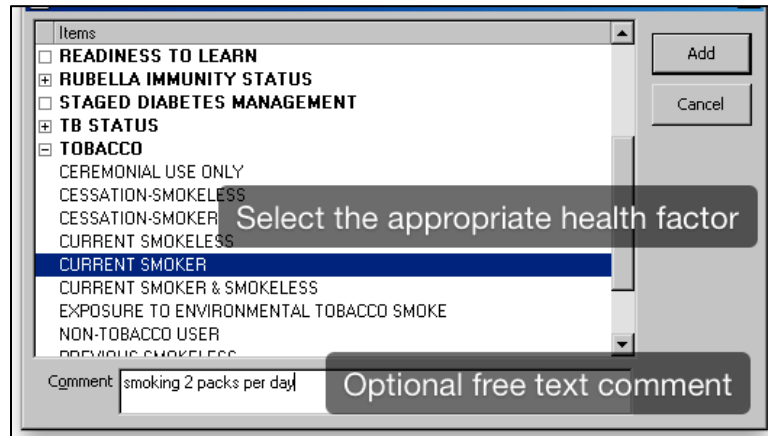 Items
READINESS TO LEARN
Add
RUBELLA IMMUNITY STATUS
STAGED DIABETES MANAGEMENT
Cancel
TB STATUS
TOBACCO
CEREMONIAL USE ONLY
CESSATION-SMOKELESS
CESSATION-SMOKER
Select the appropriate health factor
CURRENT SMOKELESS
CURRENT SMOKER
CURRENT SMOKER & SMOKELESS
EXPOSURE TO ENVIRONMENTAL TOBACCO SMOKE
NON-TOBACCO USER
PREVIOUS SMOKELESS
Comment smoking 2 packs per day
Optional free text comment